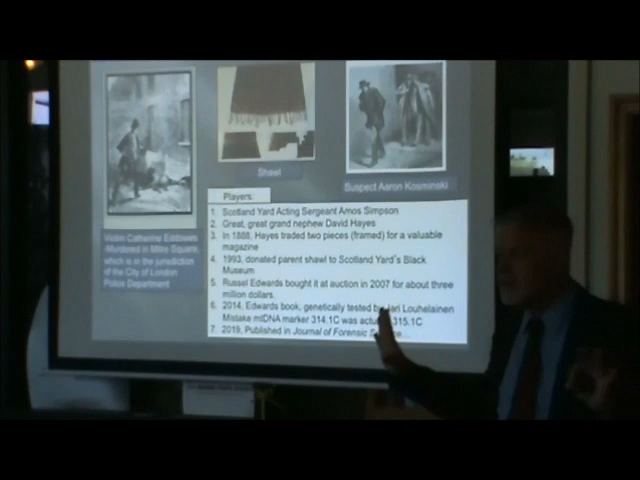 Shawl
Suspect Aaron Kosminski
Players:
1. Scotland Yard Acting Sergeant Amos Simpson
2. Great, great grand nephew David Hayes
3. In 1888, Hayes traded two pieces (framed) for a valuable
magazine
4. 1993, donated parent shawl to Scotland Yard's Black
Museum
5. Russel Edwards bought it at auction in 2007 for about three
million dollars.
6. 2014, Edwards book, genetically tested by Jari Louhelainen
Mistake mtDNA marker 314.1C was 315.1C
7. 2019, Published in Journal of Forensic
Victim Catherine Eddowes
-Murdered in Mitre Square,
which is in the jurisdiction
of the City of London
Police Department